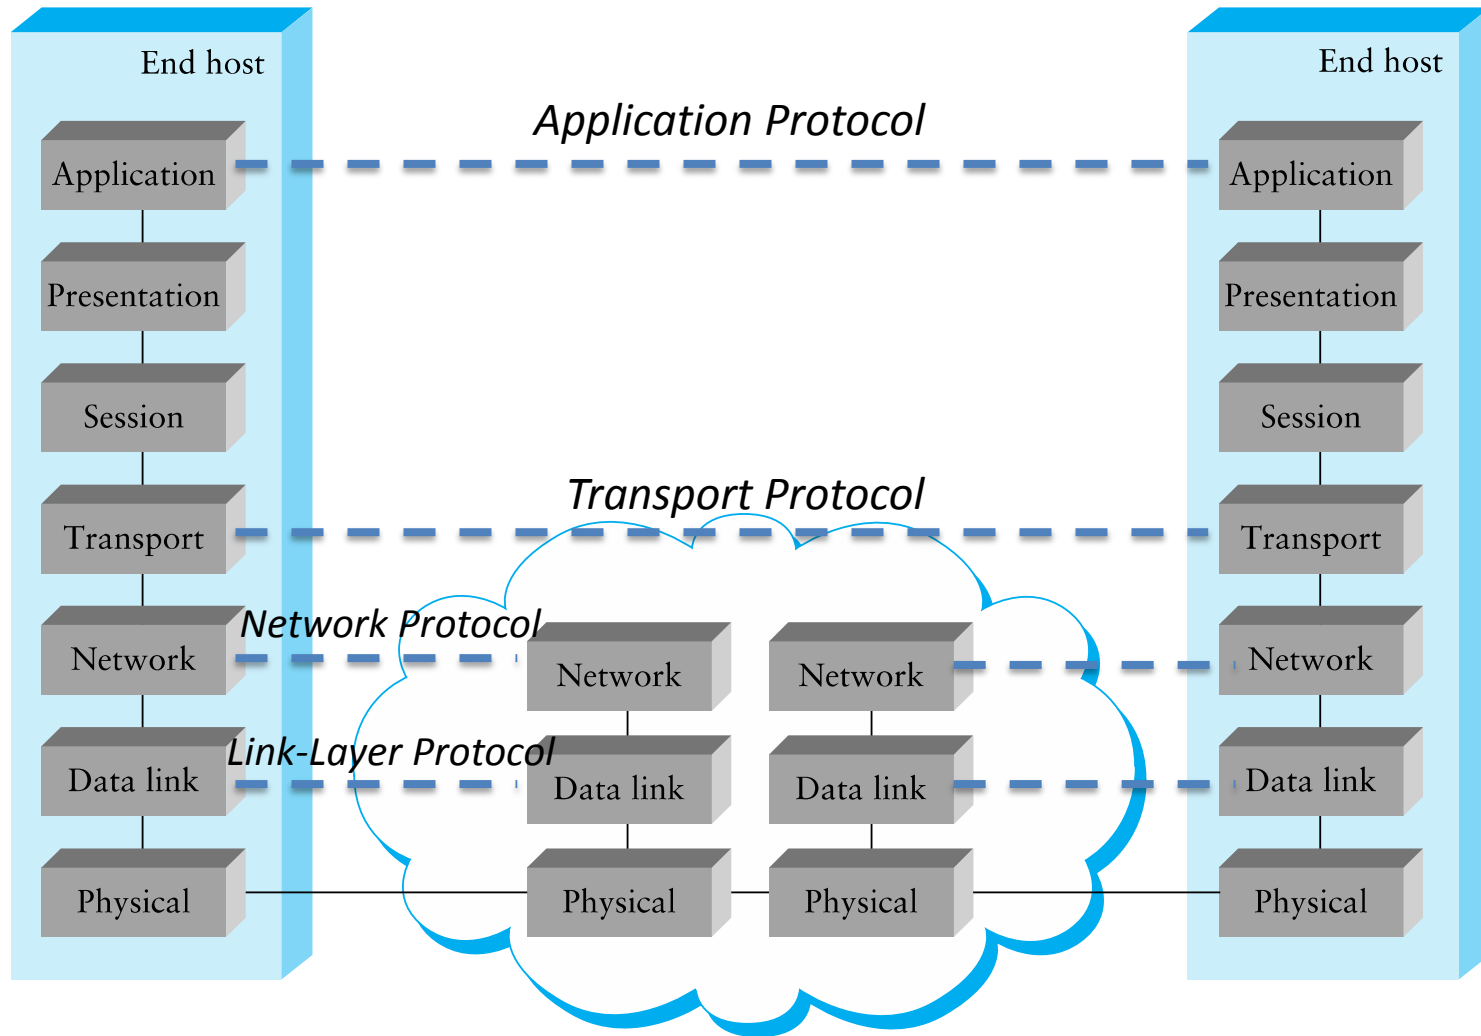 End host
End host
Application Protocol
Application
Application
Presentation
Presentation
Session
Session
Transport Protocol
Transport
Transport
Network Protocol
Network
Network
Network
Network
Link-Layer Protocol
Data link
Data link
Data link
Data link
Physical
Physical
Physical
Physical